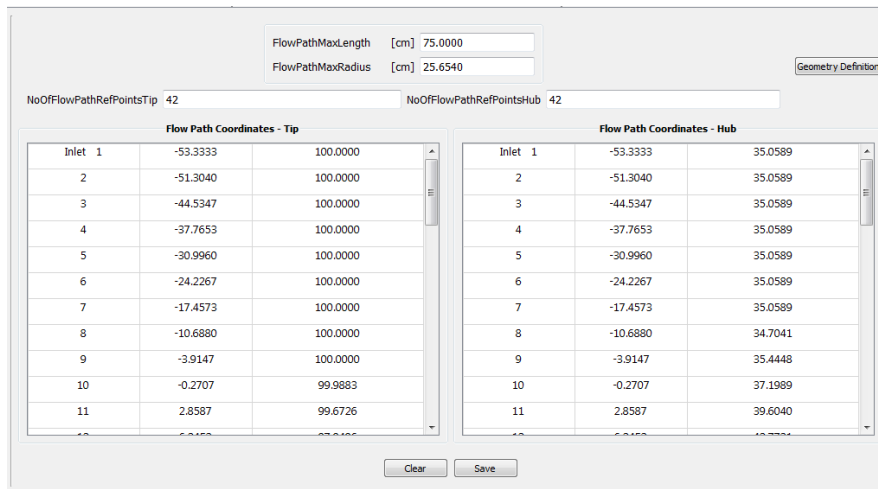 FlowPathMaxLength [cm] 75.0000
FlowPathMaxRadius [cm] 25.6540
Geometry Definition
NoOfFlowPathRefPointsTip 42 NoOfFlowPathRefPointsHub 42
Flow Path Coordinates - Tip Flow Path Coordinates - Hub
Inlet 1 -53.3333 100.0000 Inlet 1 -53.3333 35.0589
2 -51.3040 100.0000 2 -51.3040 35.0589
3 -44.5347 100.0000 3 -44.5347 35.0589
4 -37.7653 100.0000 4 -37.7653 35.0589
5 -30.9960 100.0000 5 -30.9960 35.0589
6 -24.2267 100.0000 6 -24.2267 35.0589
7 -17.4573 100.0000 7 -17.4573 35.0589
8 -10.6880 100.0000 8 -10.6880 34.7041
9 -3.9147 100.0000 9 -3.9147 35.4448
10 -0.2707 99.9883 10 -0.2707 37.1989
11 2.8587 99.6726 11 2.8587 39.6040
Clear Save